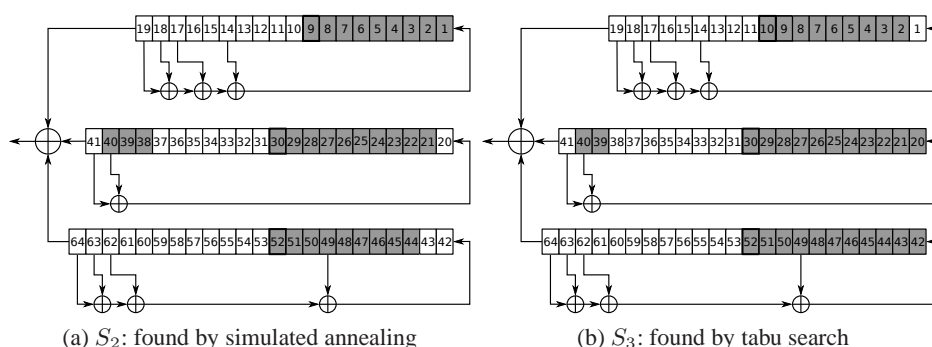 19 18 17 16 15 14 13 12 11 10 9 8 7 6 5 4 3 2 1
41 40 39 38 37 36 35 34 33 32 31 30 29 28 27 26 25 24 23 22 21 20
64 63 62 61 60 59 58 57 56 55 54 53 52 51 50 49 48 47 46 45 44 43 42
(a) S₂: found by simulated annealing
19 18 17 16 15 14 13 12 11 10 9 8 7 6 5 4 3 2 1
41 40 39 38 37 36 35 34 33 32 31 30 29 28 27 26 25 24 23 22 21 20
64 63 62 61 60 59 58 57 56 55 54 53 52 51 50 49 48 47 46 45 44 43 42
(b) S₃: found by tabu search